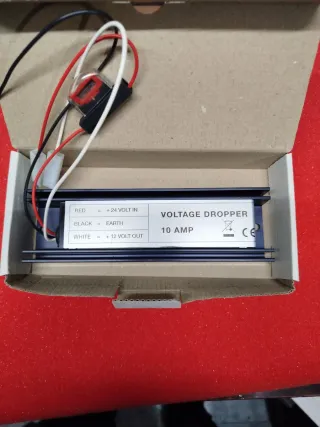 RED = + 24 VOLT IN
BLACK = EARTH
WHITE = + 12 VOLT OUT
VOLTAGE DROPPER
10 AMP
CE